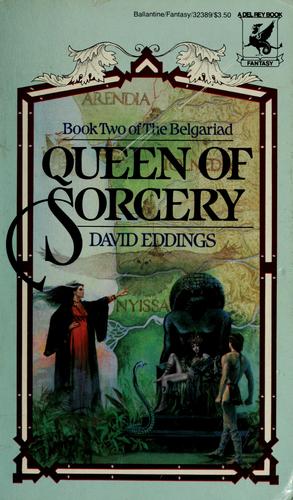 Ballantine/Fantasy/32389/$3.50
A DEL REY BOOK
FANTASY
ARENDIA
Book Two of The Belgariad
QUEEN OF
SORCERY
DAVID EDDINGS
NYISSA